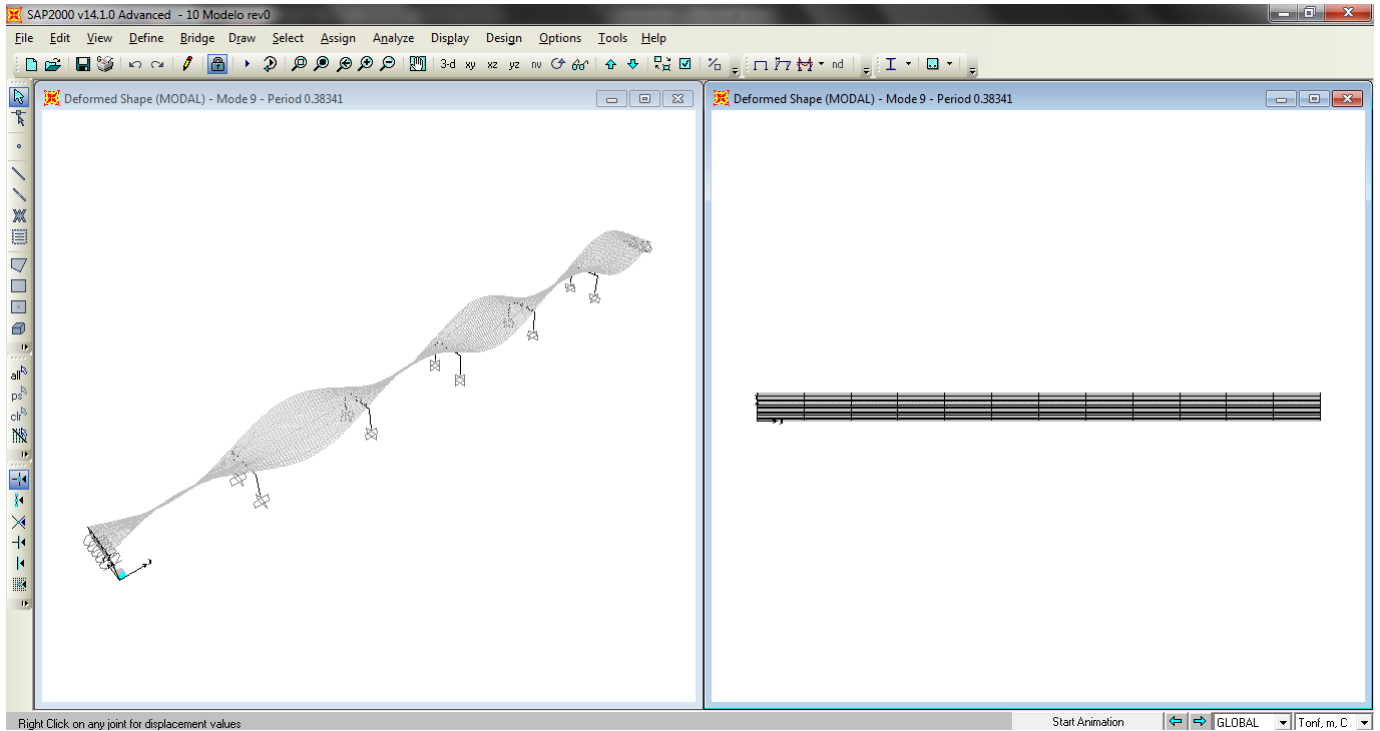 SAP2000 v14.1.0 Advanced - 10 Modelo rev0
File Edit View Define Bridge Draw Select Assign Analyze Display Design Options Tools Help
3-d xy xz yz nv nd
Deformed Shape (MODAL) - Mode 9 - Period 0.38341
Deformed Shape (MODAL) - Mode 9 - Period 0.38341
all
ps
clr
Right Click on any joint for displacement values
Start Animation
GLOBAL
Tonf, m, C